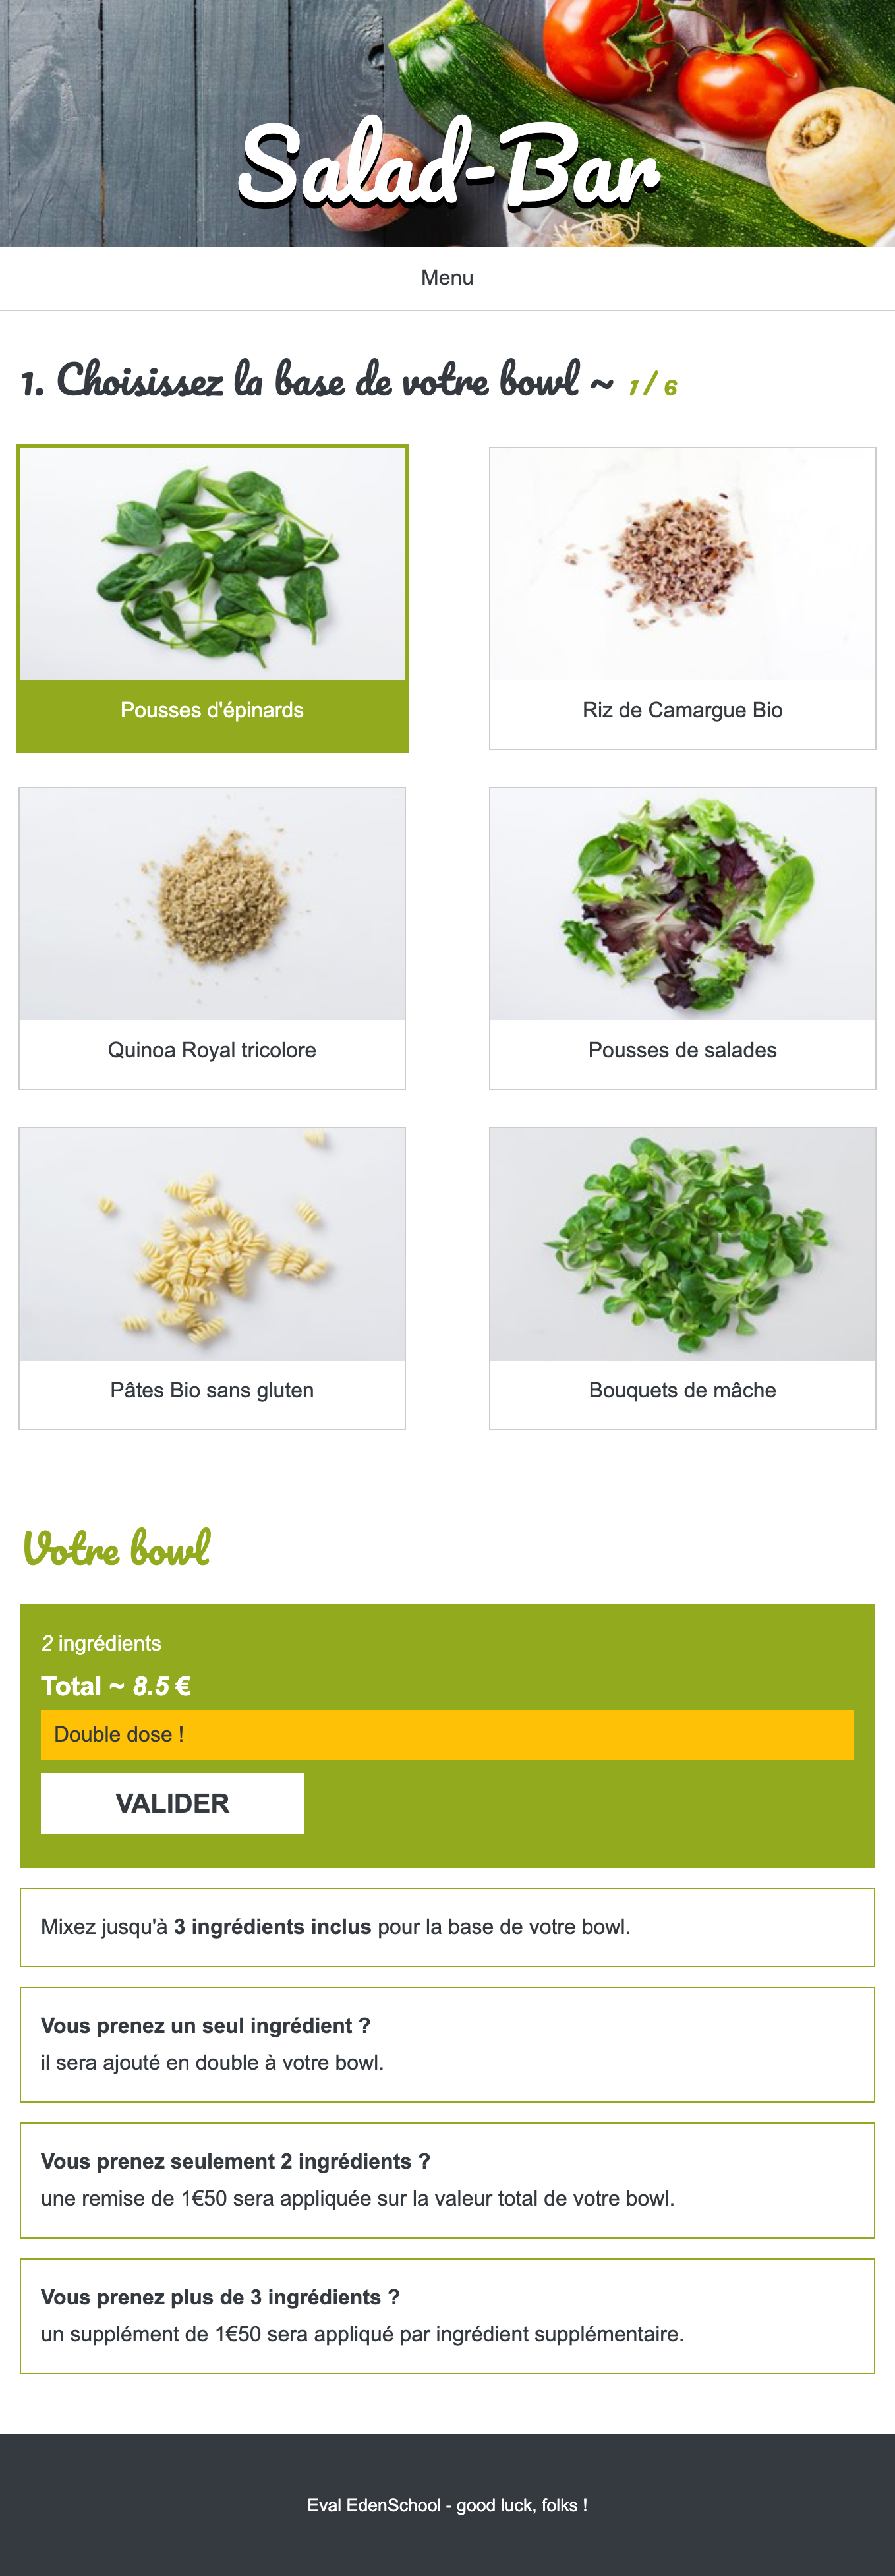 Salad-Bar
Menu
1. Choisissez la base de votre bowl ~ 1 / 6
Pousses d'épinards
Riz de Camargue Bio
Quinoa Royal tricolore
Pousses de salades
Pâtes Bio sans gluten
Bouquets de mâche
Votre bowl
2 ingrédients
Total ~ 8.5 €
Double dose !
VALIDER
Mixez jusqu'à 3 ingrédients inclus pour la base de votre bowl.
Vous prenez un seul ingrédient ?
il sera ajouté en double à votre bowl.
Vous prenez seulement 2 ingrédients ?
une remise de 1€50 sera appliquée sur la valeur total de votre bowl.
Vous prenez plus de 3 ingrédients ?
un supplément de 1€50 sera appliqué par ingrédient supplémentaire.
Eval EdenSchool - good luck, folks !